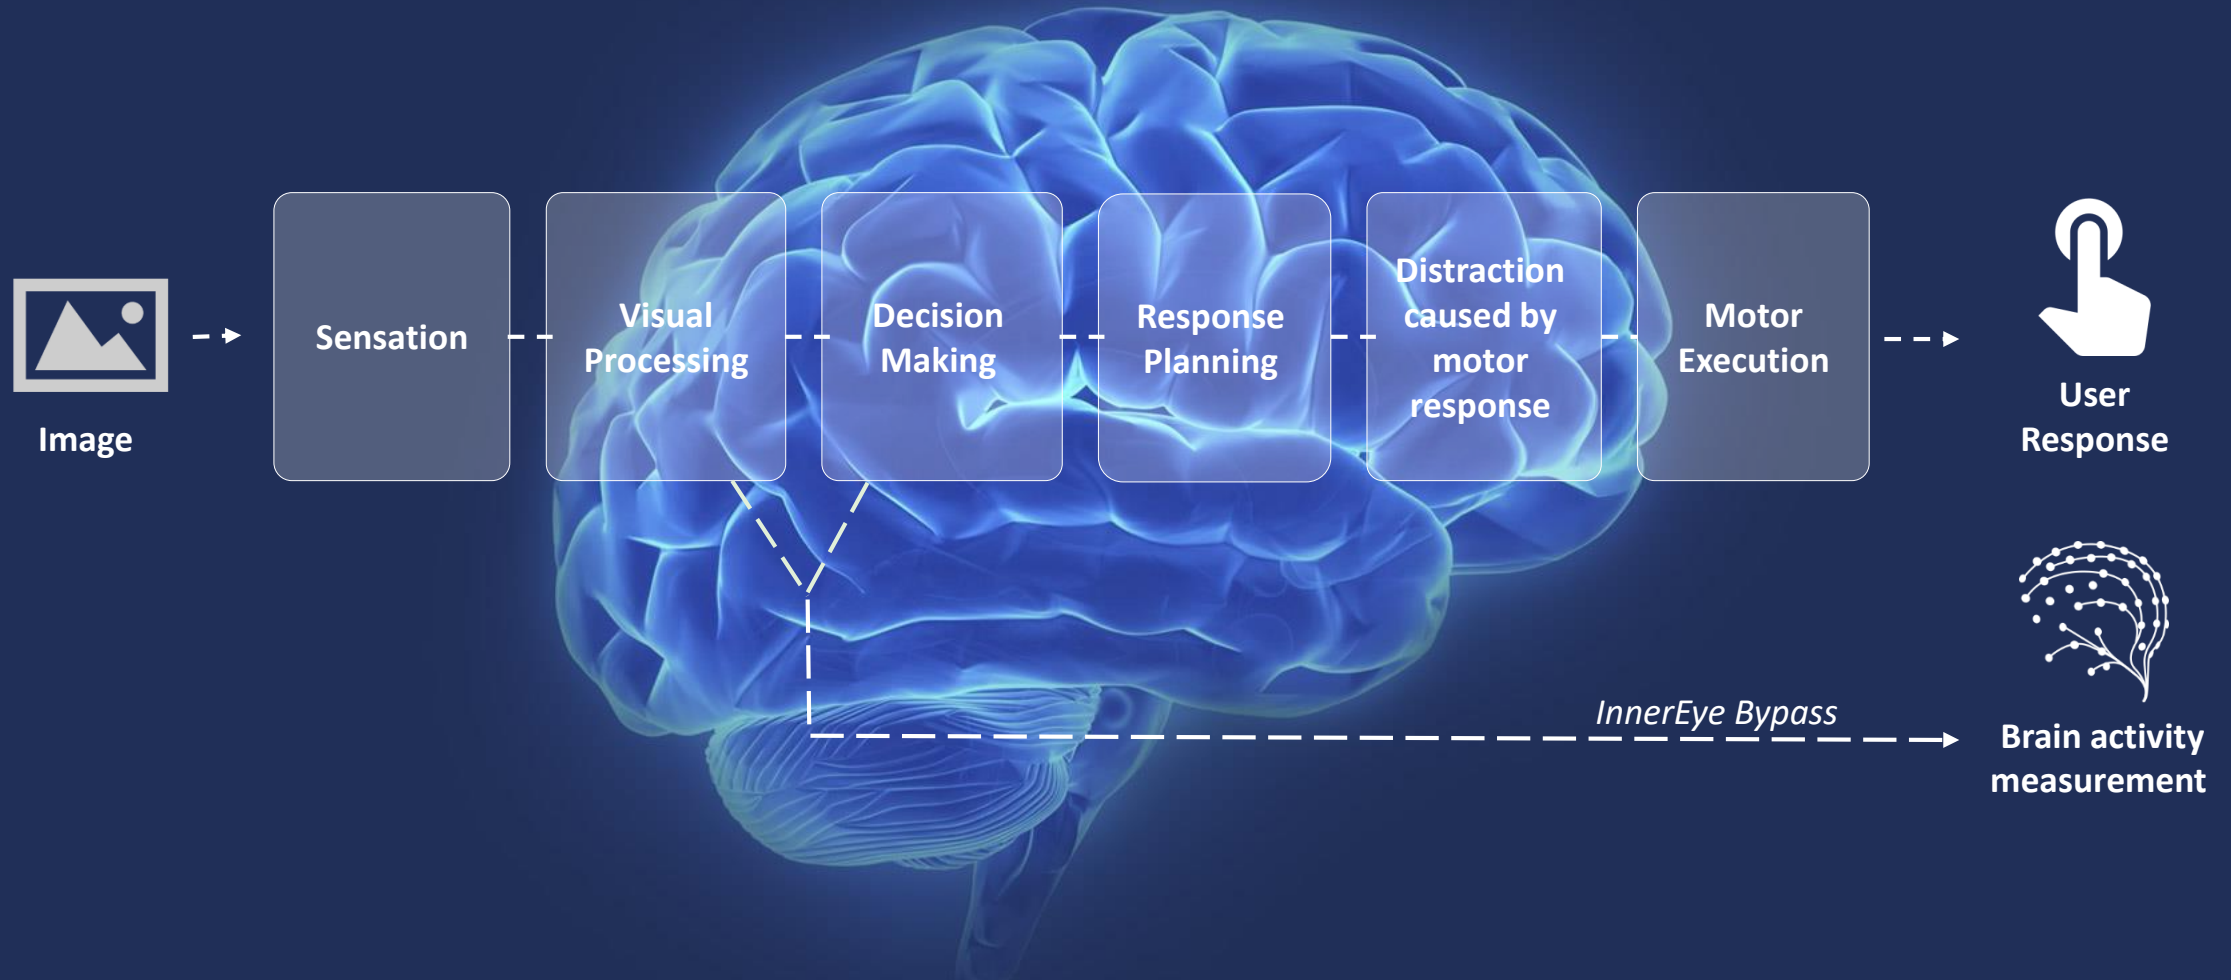 Image
Sensation
Visual
Processing
Decision
Making
Response
Planning
Distraction
caused by
motor
response
Motor
Execution
User
Response
InnerEye Bypass
Brain activity
measurement